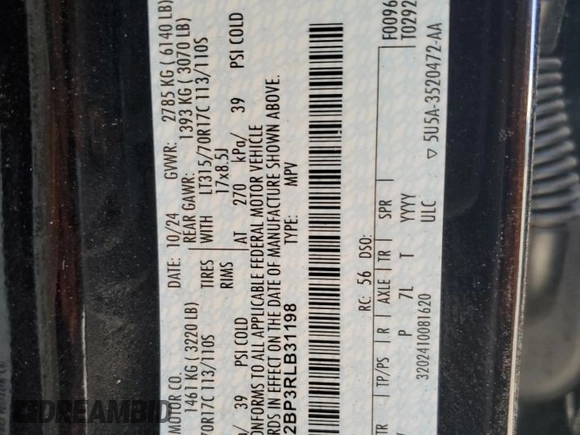 MOTOR CO.
DATE: 10/24
GVWR: 2785 KG ( 6140 LB)
1461 KG ( 3220 LB)
REAR GAWR: 1393 KG ( 3070 LB)
70R17C 113/110S
TIRES WITH
LT315/70R17C 113/110S
RIMS
17x8.5J
39 PSI COLD
AT 270 kPa/ 39 PSI COLD
CONFORMS TO ALL APPLICABLE FEDERAL MOTOR VEHICLE
ARDS IN EFFECT ON THE DATE OF MANUFACTURE SHOWN ABOVE.
2BP3RLB31198
TYPE: MPV
F0096
T0292
RC: 56 DSO:
TP/PS R AXLE TR SPR
P 7L T YYYY
3202410081620
ULC
▽ 5U5A-3520472-AA
DREAMBID